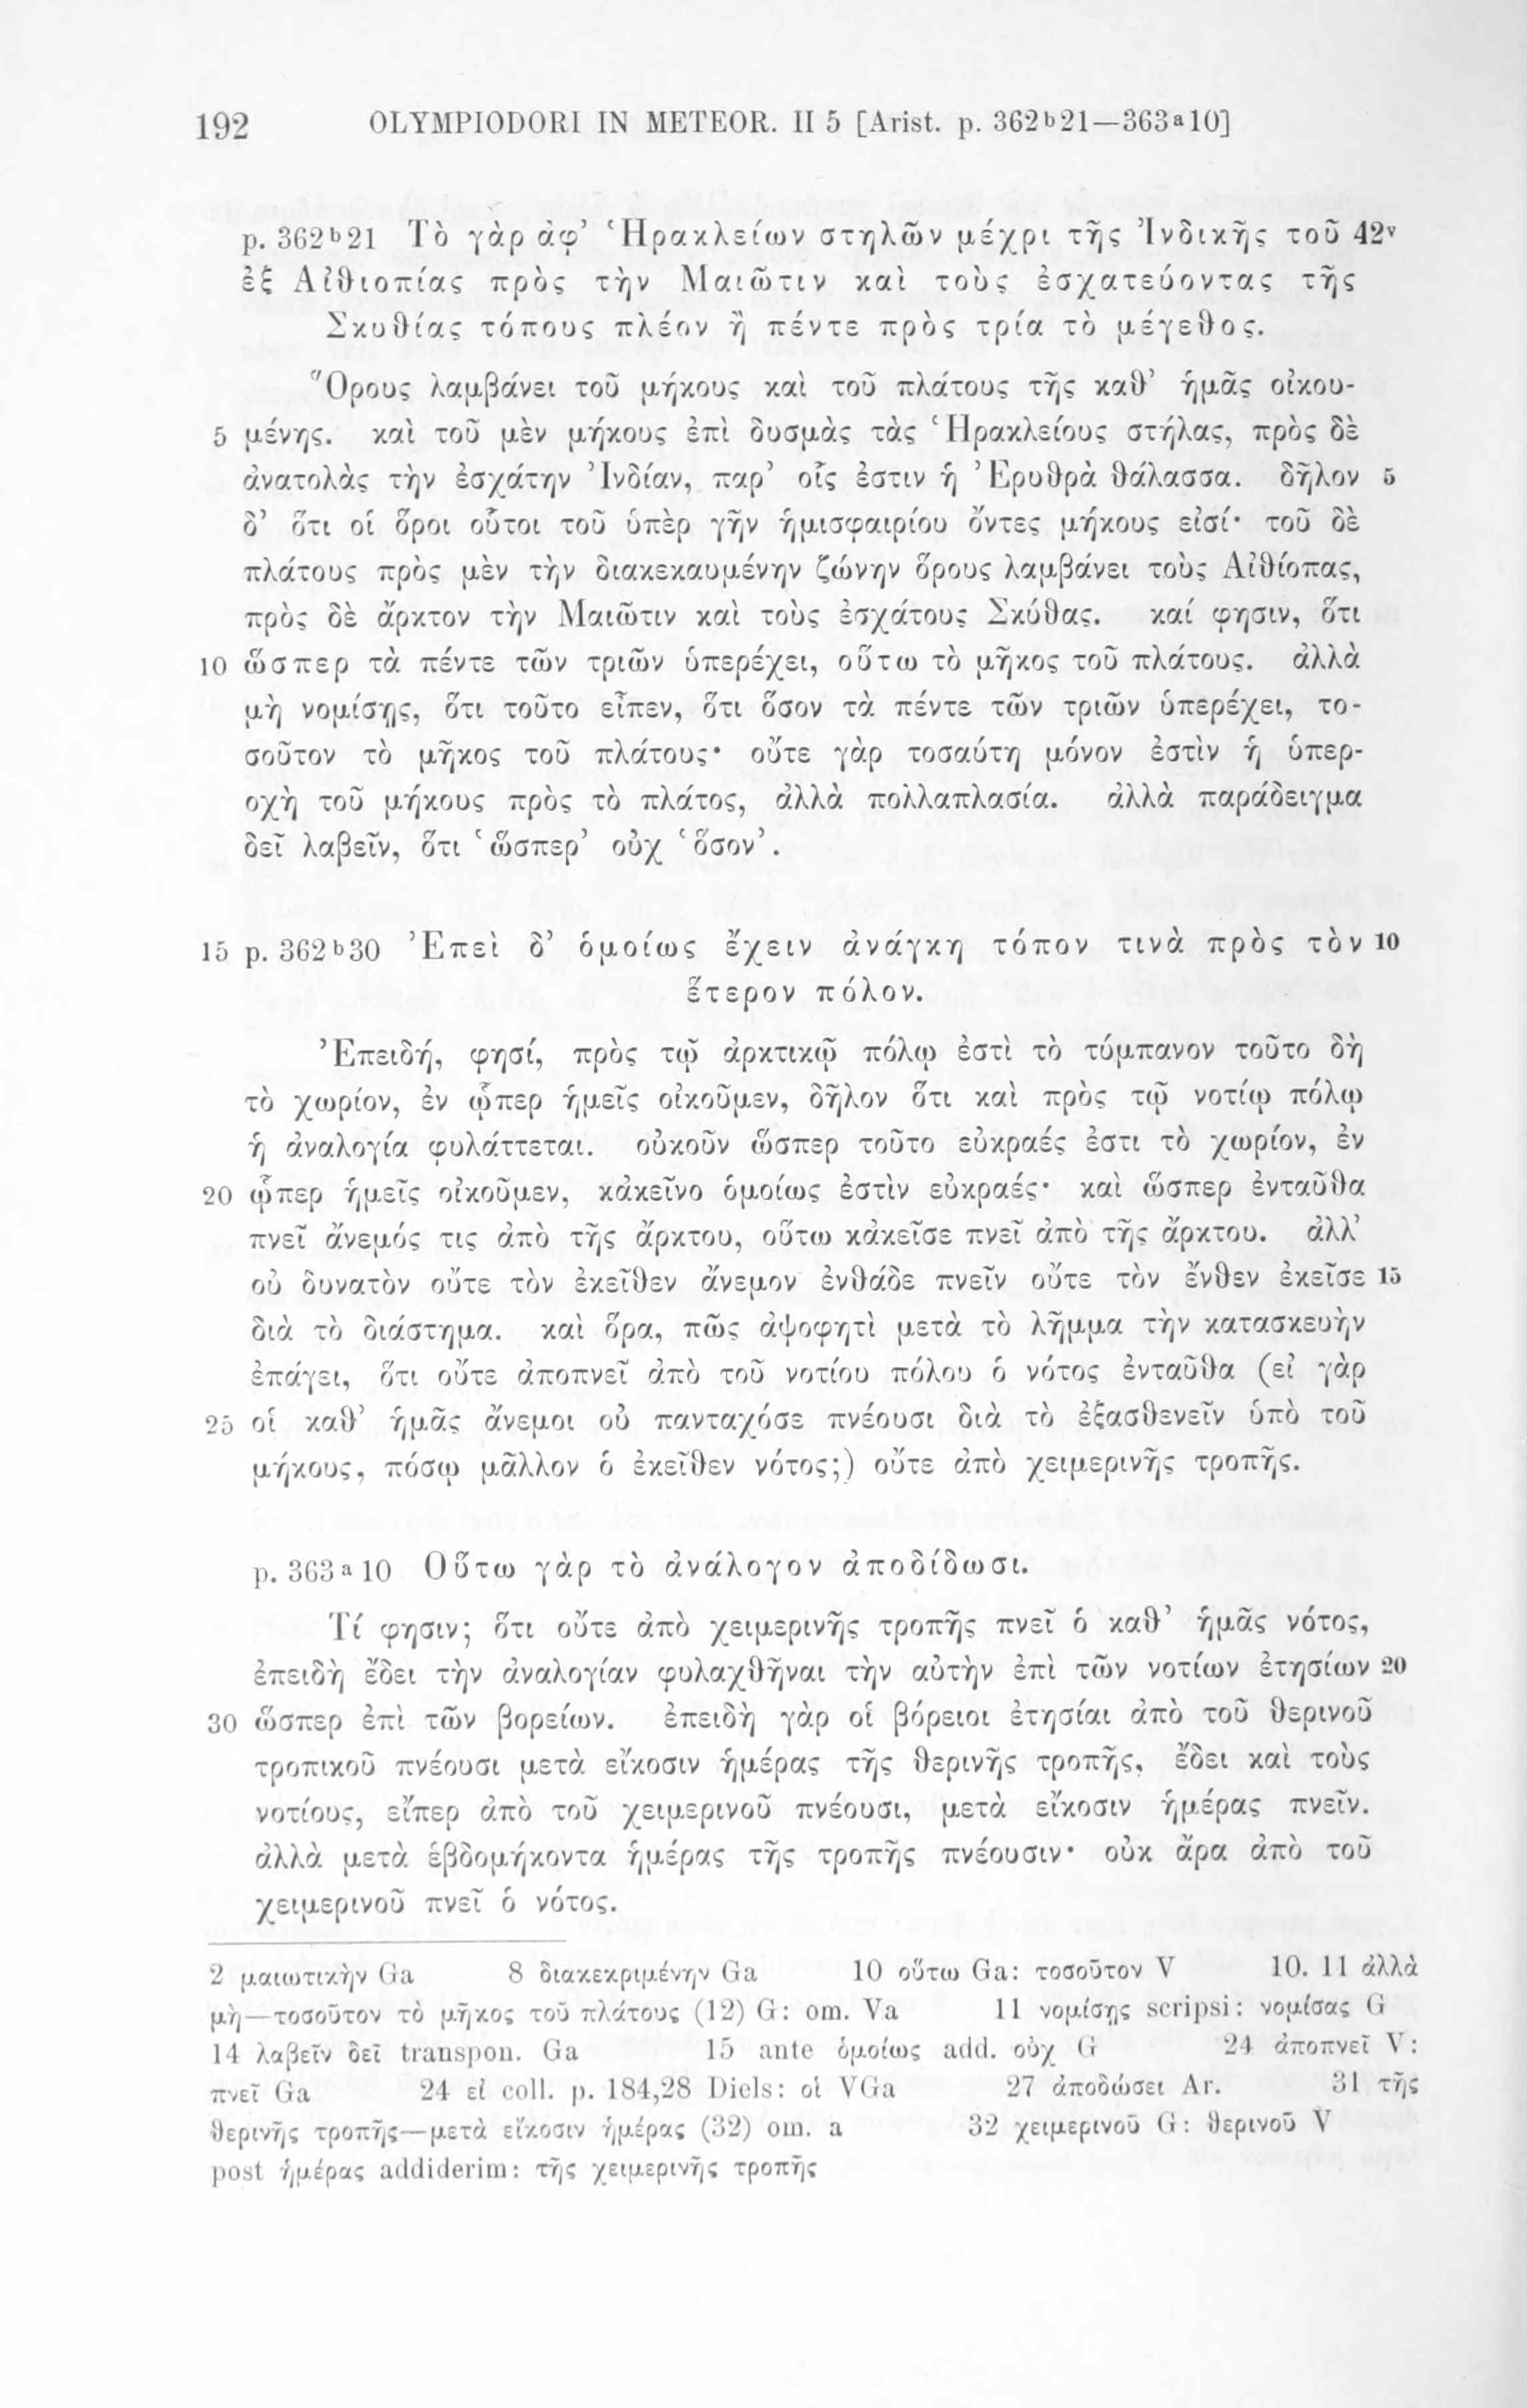 192 OLYMPIODORI IN METEOR. II 5 [Arist. p. 362b21—363a10]
p. 362b21 Τὸ γὰρ ἀφ’ Ἡρακλείων στηλῶν μέχρι τῆς Ἰνδικῆς τοῦ 42v
ἐξ Αἰθιοπίας πρὸς τὴν Μαιῶτιν καὶ τοὺς ἐσχατεύοντας τῆς
Σκυθίας τόπους πλέον ἢ πέντε πρὸς τρία τὸ μέγεθος.
Ὅρους λαμβάνει τοῦ μήκους καὶ τοῦ πλάτους τῆς καθ’ ἡμᾶς οἰκου-
5 μένης. καὶ τοῦ μὲν μήκους ἐπὶ δυσμὰς τὰς Ἡρακλείους στήλας, πρὸς δὲ
ἀνατολὰς τὴν ἐσχάτην Ἰνδίαν, παρ’ οἷς ἐστιν ἡ Ἐρυθρὰ θάλασσα. δῆλον 5
δ’ ὅτι οἱ ὅροι οὗτοι τοῦ ὑπὲρ γῆν ἡμισφαιρίου ὄντες μήκους εἰσί· τοῦ δὲ
πλάτους πρὸς μὲν τὴν διακεκαυμένην ζώνην ὅρους λαμβάνει τοὺς Αἰθίοπας,
πρὸς δὲ ἄρκτον τὴν Μαιῶτιν καὶ τοὺς ἐσχάτους Σκύθας. καί φησιν, ὅτι
10 ὥσπερ τὰ πέντε τῶν τριῶν ὑπερέχει, οὕτω τὸ μῆκος τοῦ πλάτους. ἀλλὰ
μὴ νομίσῃς, ὅτι τοῦτο εἶπεν, ὅτι ὅσον τὰ πέντε τῶν τριῶν ὑπερέχει, το-
σοῦτον τὸ μῆκος τοῦ πλάτους· οὔτε γὰρ τοσαύτη μόνον ἐστὶν ἡ ὑπερ-
οχὴ τοῦ μήκους πρὸς τὸ πλάτος, ἀλλὰ πολλαπλασία. ἀλλὰ παράδειγμα
δεῖ λαβεῖν, ὅτι ‘ὥσπερ’ οὐχ ‘ὅσον’.
15 p. 362b30 Ἐπεὶ δ’ ὁμοίως ἔχειν ἀνάγκη τόπον τινὰ πρὸς τὸν 10
ἕτερον πόλον.
Ἐπειδή, φησί, πρὸς τῷ ἀρκτικῷ πόλῳ ἐστὶ τὸ τύμπανον τοῦτο δὴ
τὸ χωρίον, ἐν ᾧπερ ἡμεῖς οἰκοῦμεν, δῆλον ὅτι καὶ πρὸς τῷ νοτίῳ πόλῳ
ἡ ἀναλογία φυλάττεται. οὐκοῦν ὥσπερ τοῦτο εὐκραές ἐστι τὸ χωρίον, ἐν
20 ᾧπερ ἡμεῖς οἰκοῦμεν, κἀκεῖνο ὁμοίως ἐστὶν εὐκραές· καὶ ὥσπερ ἐνταῦθα
πνεῖ ἄνεμός τις ἀπὸ τῆς ἄρκτου, οὕτω κἀκεῖσε πνεῖ ἀπὸ τῆς ἄρκτου. ἀλλ’
οὐ δυνατὸν οὔτε τὸν ἐκεῖθεν ἄνεμον ἐνθάδε πνεῖν οὔτε τὸν ἔνθεν ἐκεῖσε 15
διὰ τὸ διάστημα. καὶ ὅρα, πῶς ἀψοφητὶ μετὰ τὸ λῆμμα τὴν κατασκευὴν
ἐπάγει, ὅτι οὔτε ἀποπνεῖ ἀπὸ τοῦ νοτίου πόλου ὁ νότος ἐνταῦθα (εἰ γὰρ
25 οἱ καθ’ ἡμᾶς ἄνεμοι οὐ πανταχόσε πνέουσι διὰ τὸ ἐξασθενεῖν ὑπὸ τοῦ
μήκους, πόσῳ μᾶλλον ὁ ἐκεῖθεν νότος;) οὔτε ἀπὸ χειμερινῆς τροπῆς.
p. 363a10 Οὕτω γὰρ τὸ ἀνάλογον ἀποδίδωσι.
Τί φησιν; ὅτι οὔτε ἀπὸ χειμερινῆς τροπῆς πνεῖ ὁ καθ’ ἡμᾶς νότος,
ἐπειδὴ ἔδει τὴν ἀναλογίαν φυλαχθῆναι τὴν αὐτὴν ἐπὶ τῶν νοτίων ἐτησίων 20
30 ὥσπερ ἐπὶ τῶν βορείων. ἐπειδὴ γὰρ οἱ βόρειοι ἐτησίαι ἀπὸ τοῦ θερινοῦ
τροπικοῦ πνέουσι μετὰ εἴκοσιν ἡμέρας τῆς θερινῆς τροπῆς, ἔδει καὶ τοὺς
νοτίους, εἴπερ ἀπὸ τοῦ χειμερινοῦ πνέουσι, μετὰ εἴκοσιν ἡμέρας πνεῖν.
ἀλλὰ μετὰ ἑβδομήκοντα ἡμέρας τῆς τροπῆς πνέουσιν· οὐκ ἄρα ἀπὸ τοῦ
χειμερινοῦ πνεῖ ὁ νότος.
2 μαιωτικὴν Ga 8 διακεκριμένην Ga 10 οὕτω Ga: τοσοῦτον V 10. 11 ἀλλὰ
μὴ—τοσοῦτον τὸ μῆκος τοῦ πλάτους (12) G: om. Va 11 νομίσῃς scripsi: νομίσας G
14 λαβεῖν δεῖ transpon. Ga 15 ante ὁμοίως add. οὐχ G 24 ἀποπνεῖ V:
πνεῖ Ga 24 εἰ coll. p. 184,28 Diels: οἱ VGa 27 ἀποδώσει Ar. 31 τῆς
θερινῆς τροπῆς—μετὰ εἴκοσιν ἡμέρας (32) om. a 32 χειμερινοῦ G: θερινοῦ V
post ἡμέρας addiderim: τῆς χειμερινῆς τροπῆς